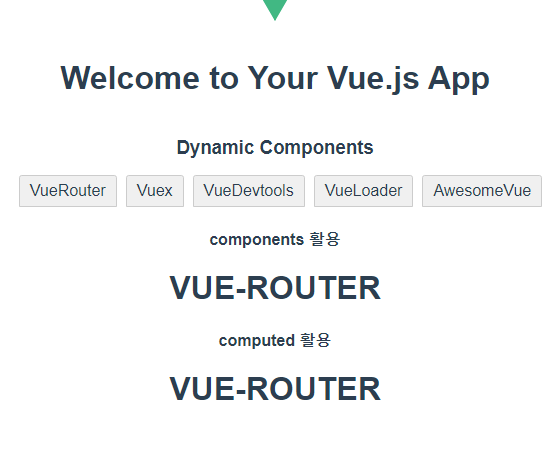 Welcome to Your Vue.js App
Dynamic Components
VueRouter Vuex VueDevtools VueLoader AwesomeVue
components 활용
VUE-ROUTER
computed 활용
VUE-ROUTER